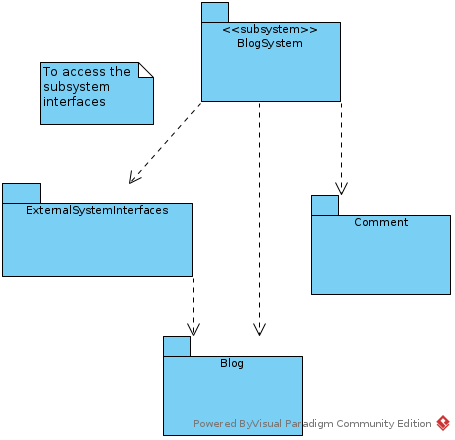 <<subsystem>>
BlogSystem
To access the
subsystem
interfaces
ExternalSystemInterfaces
Comment
Blog
Powered ByVisual Paradigm Community Edition